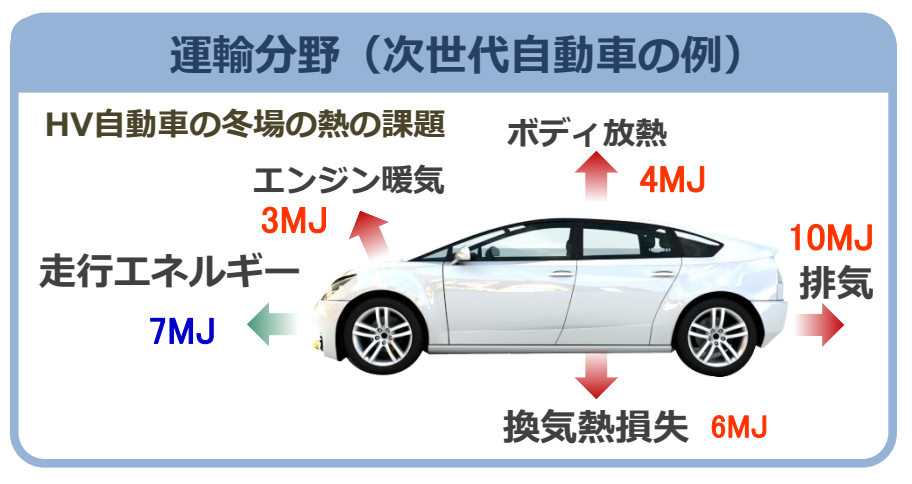 運輸分野（次世代自動車の例）
HV自動車の冬場の熱の課題
ボディ放熱
4MJ
エンジン暖気
3MJ
10MJ
排気
走行エネルギー
7MJ
換気熱損失 6MJ